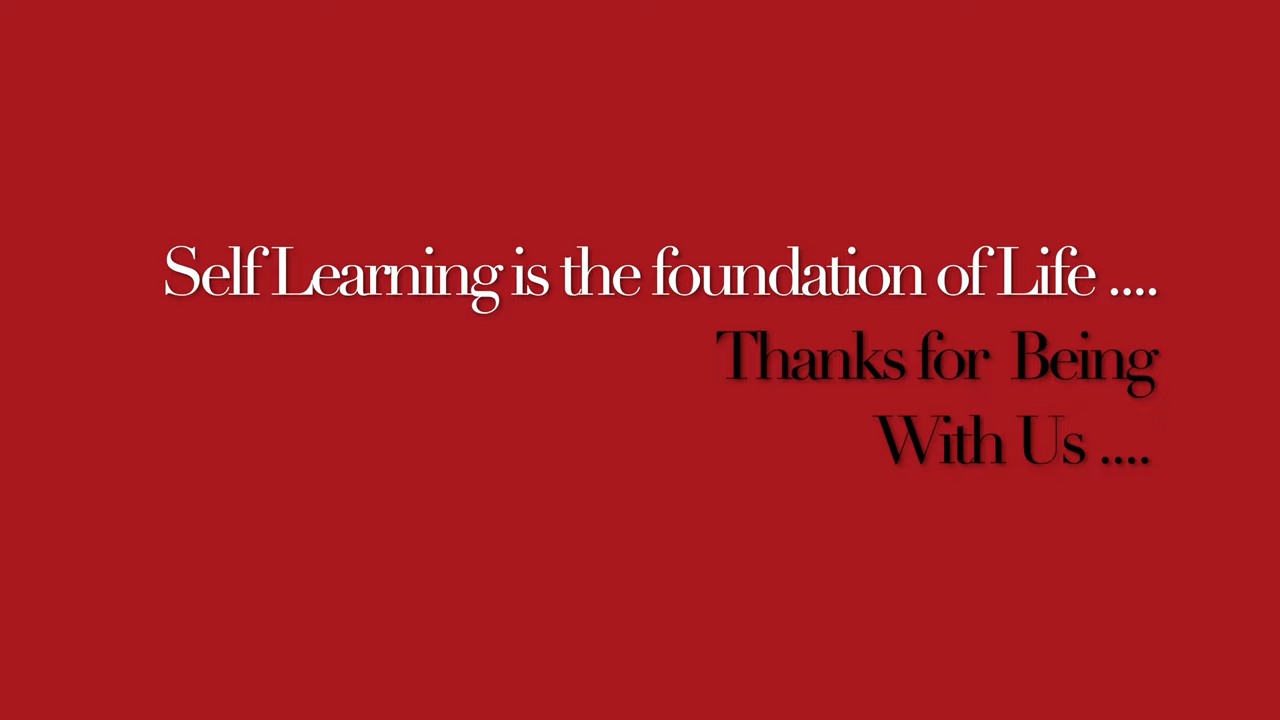 Self Learning is the foundation of Life ....
Thanks for Being
With Us ....